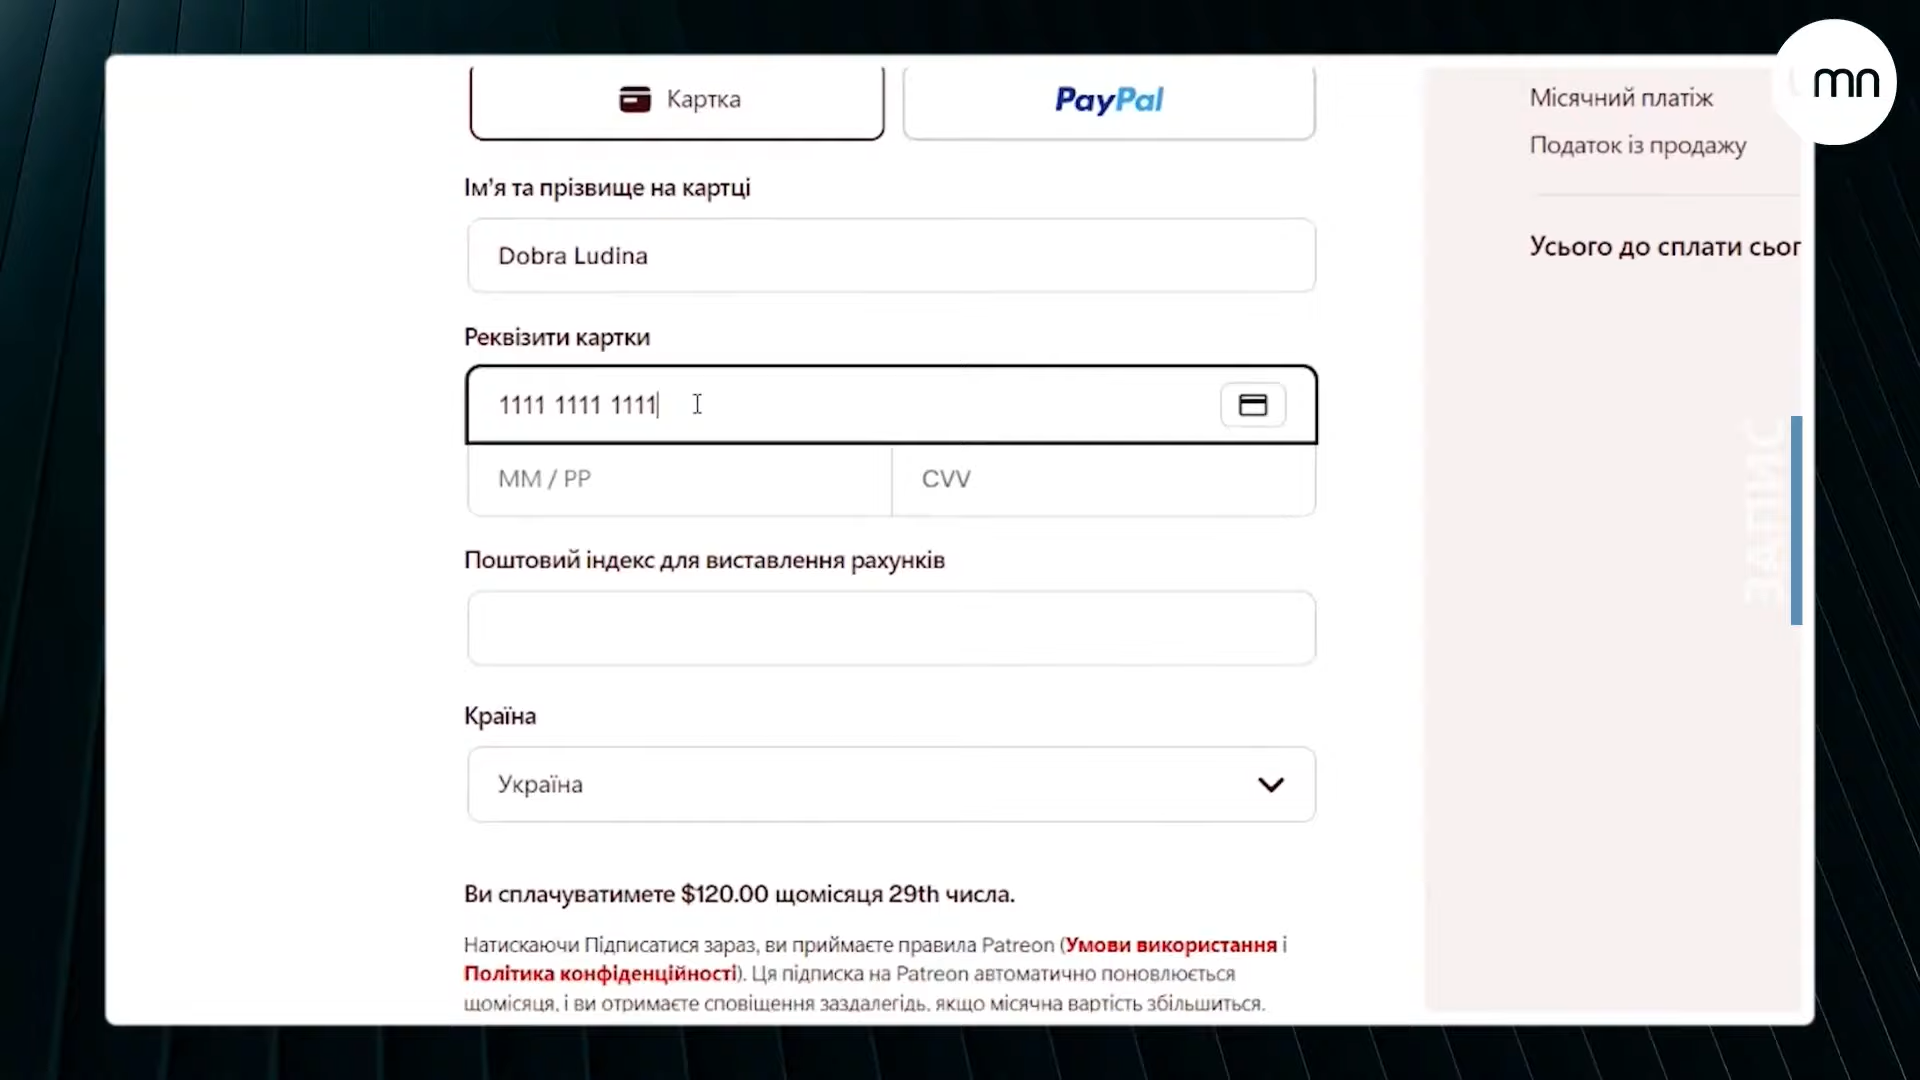 mn
Картка
PayPal
Місячний платіж
Податок із продажу
Ім'я та прізвище на картці
Dobra Ludina
Усього до сплати сьог
Реквізити картки
1111 1111 1111
MM / PP
CVV
ЗАПИС
Поштовий індекс для виставлення рахунків
Країна
Україна
Ви сплачуватимете $120.00 щомісяця 29th числа.
Натискаючи Підписатися зараз, ви приймаєте правила Patreon (Умови використання і
Політика конфіденційності). Ця підписка на Patreon автоматично поновлюється
щомісяця, і ви отримаєте сповіщення заздалегідь, якщо місячна вартість збільшиться.